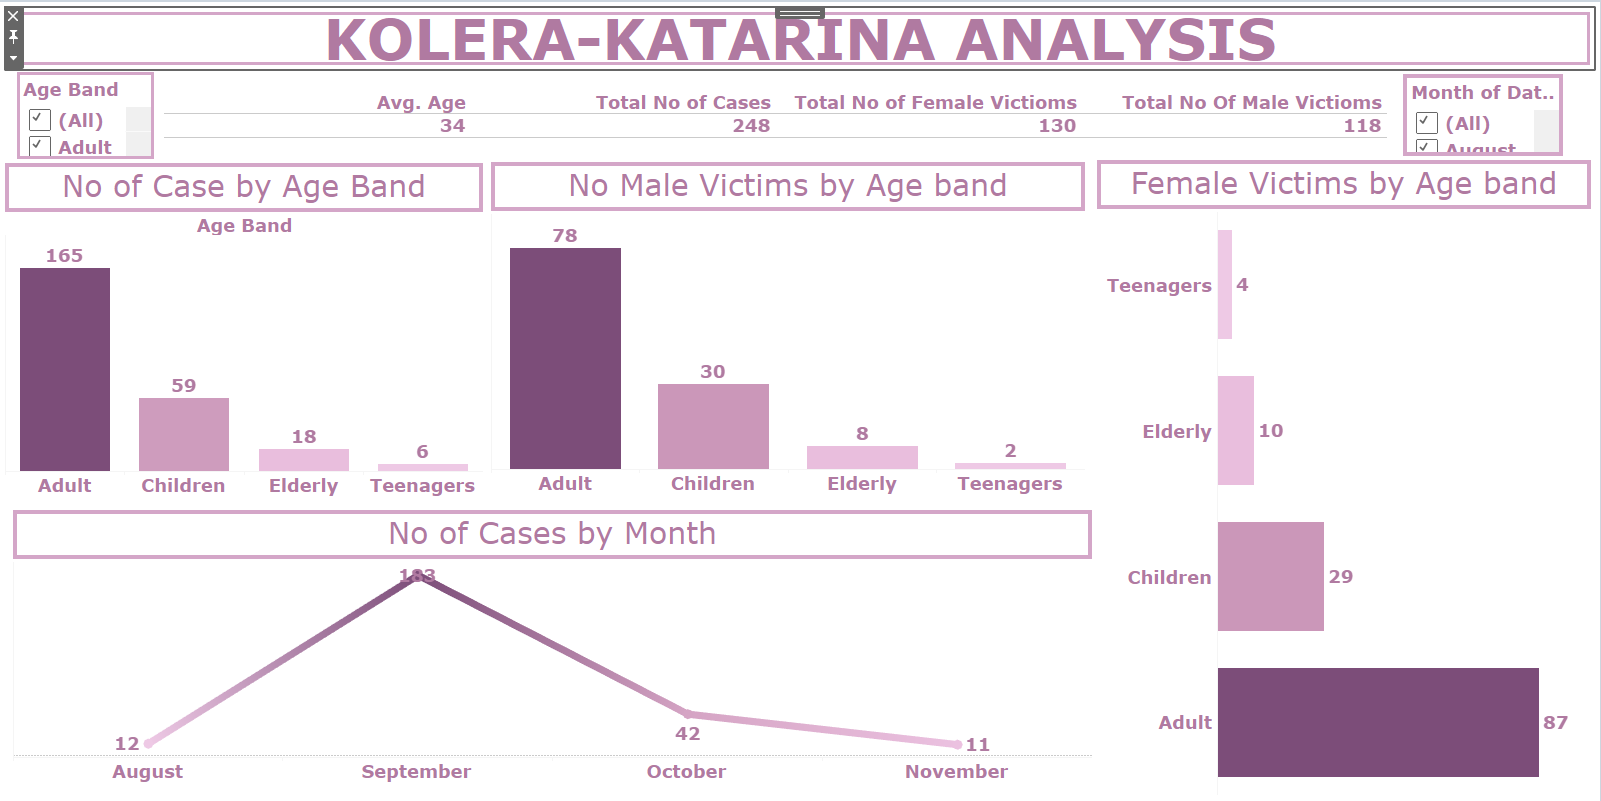 KOLERA-KATARINA ANALYSIS
Age Band
(All)
Adult
Avg. Age Total No of Cases Total No of Female Victioms Total No Of Male Victioms
34 248 130 118
Month of Dat..
(All)
August
No of Case by Age Band
Age Band
165
59
18
6
Adult Children Elderly Teenagers
No Male Victims by Age band
78
30
8
2
Adult Children Elderly Teenagers
Female Victims by Age band
Teenagers 4
Elderly 10
Children 29
Adult 87
No of Cases by Month
183
12
42
11
August September October November